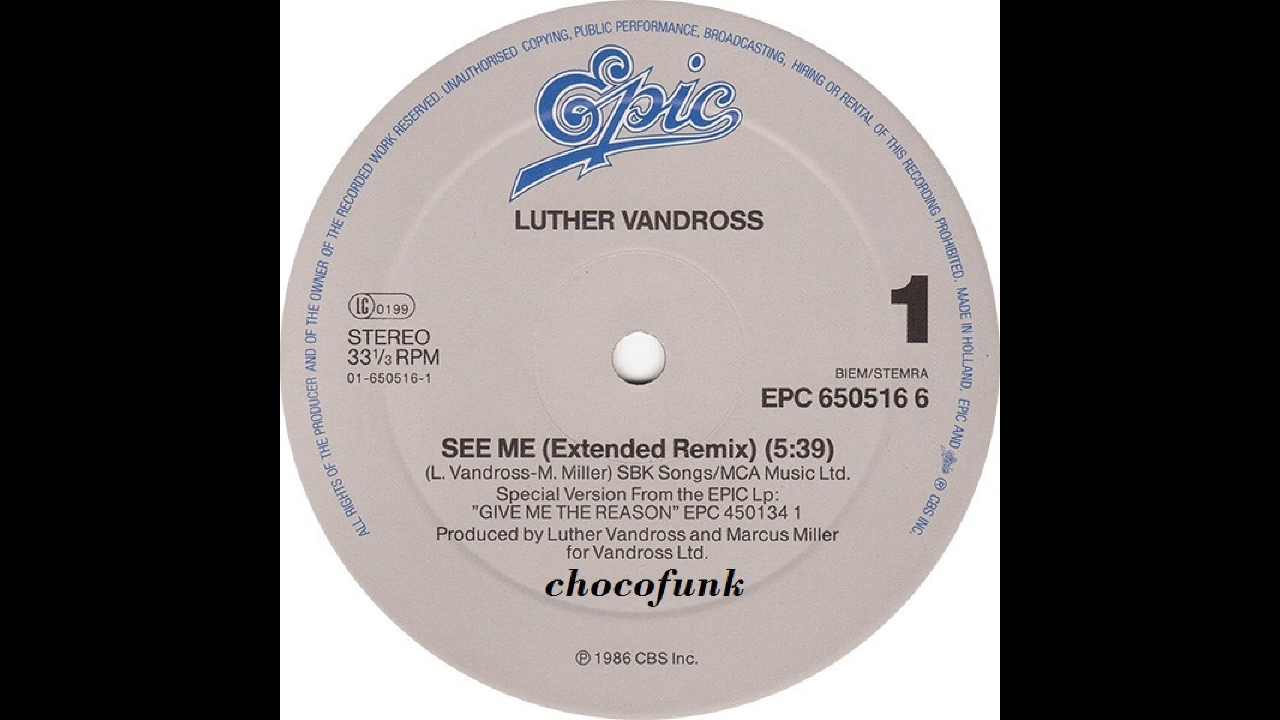 ALL RIGHTS OF THE PRODUCER AND OF THE OWNER OF THE RECORDED WORK RESERVED. UNAUTHORISED COPYING, PUBLIC PERFORMANCE, BROADCASTING, HIRING OR RENTAL OF THIS RECORDING PROHIBITED. MADE IN HOLLAND. EPIC AND Epic ® CBS INC.
Epic
LUTHER VANDROSS
1
LC 0199
STEREO
33 1/3 RPM
01-650516-1
BIEM/STEMRA
EPC 650516 6
SEE ME (Extended Remix) (5:39)
(L. Vandross-M. Miller) SBK Songs/MCA Music Ltd.
Special Version From the EPIC Lp:
"GIVE ME THE REASON" EPC 450134 1
Produced by Luther Vandross and Marcus Miller
for Vandross Ltd.
chocofunk
℗ 1986 CBS Inc.